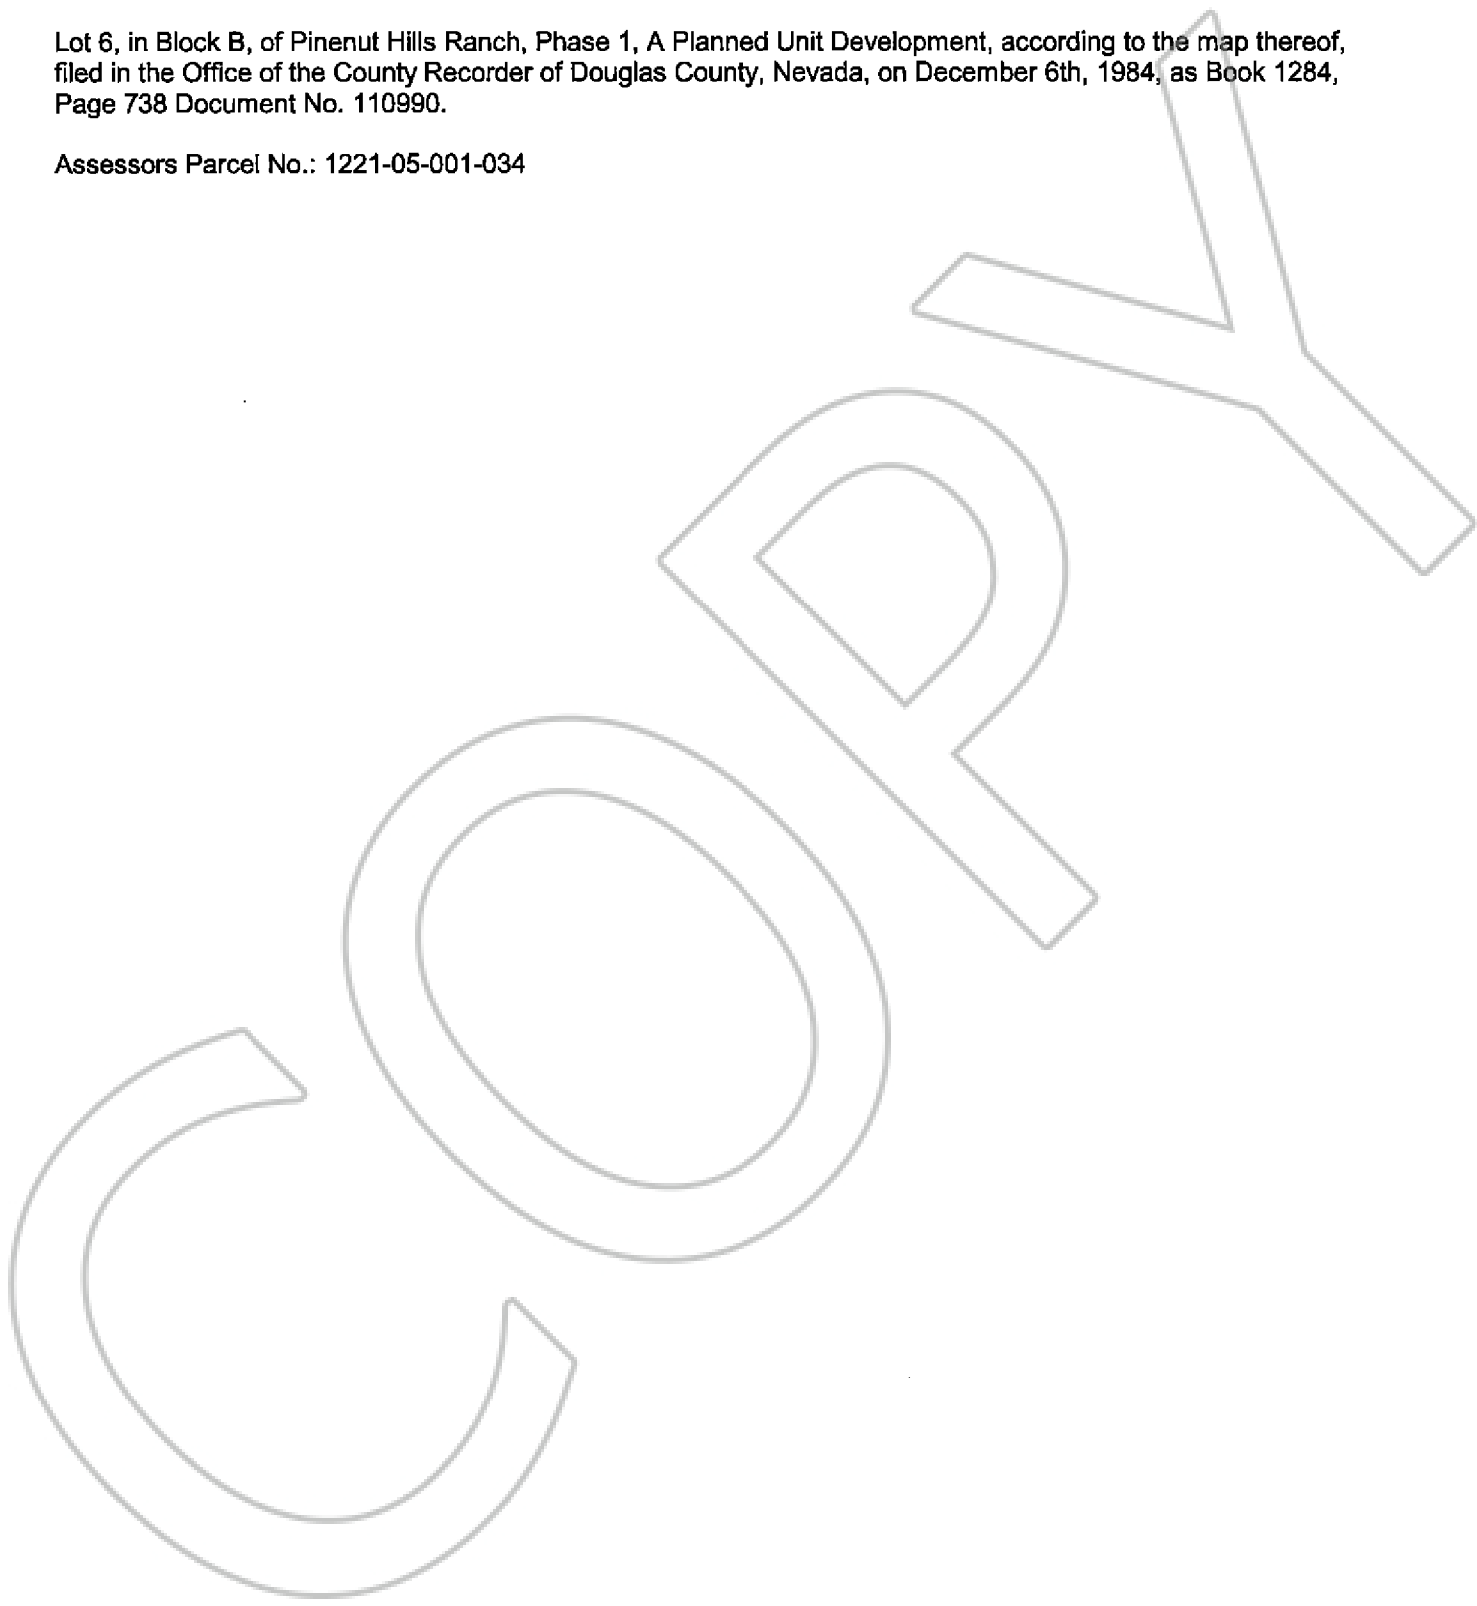 Lot 6, in Block B, of Pinenut Hills Ranch, Phase 1, A Planned Unit Development, according to the map thereof,
filed in the Office of the County Recorder of Douglas County, Nevada, on December 6th, 1984, as Book 1284,
Page 738 Document No. 110990.
Assessors Parcel No.: 1221-05-001-034
COPY